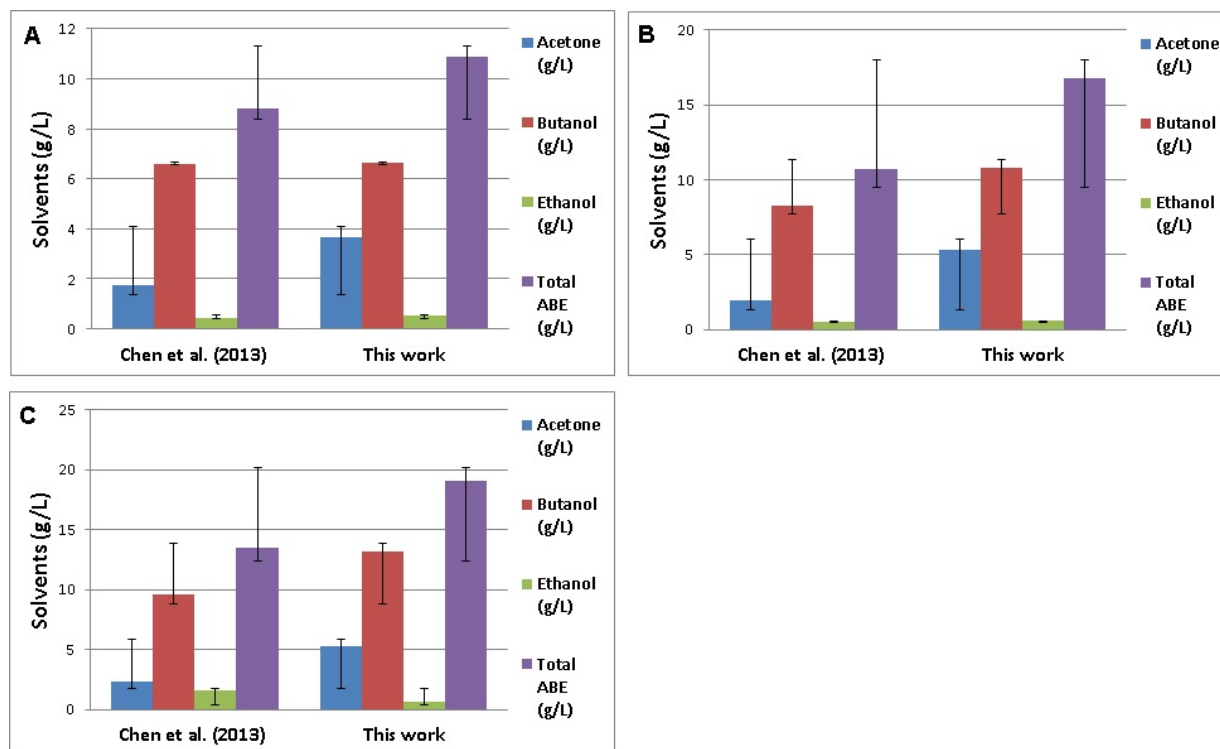 A
12
10
8
6
4
2
0
Solvents (g/L)
Chen et al. (2013)
This work
Acetone
(g/L)
Butanol
(g/L)
Ethanol
(g/L)
Total
ABE
(g/L)
B
20
15
10
5
0
Solvents (g/L)
Chen et al. (2013)
This work
Acetone
(g/L)
Butanol
(g/L)
Ethanol
(g/L)
Total
ABE
(g/L)
C
25
20
15
10
5
0
Solvents (g/L)
Chen et al. (2013)
This work
Acetone
(g/L)
Butanol
(g/L)
Ethanol
(g/L)
Total
ABE
(g/L)